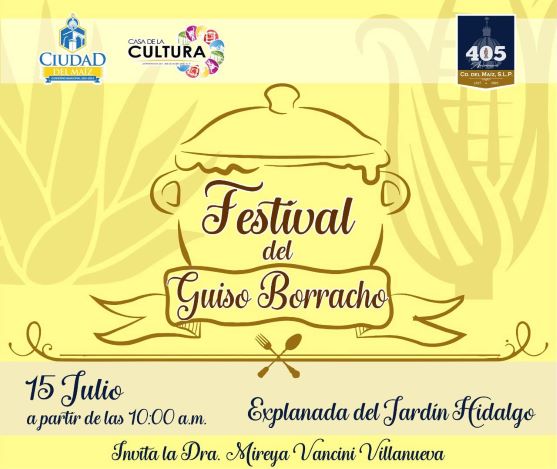 CIUDAD
DEL MAÍZ
CASA DE LA
CULTURA
405
Aniversario
CD. DEL MAÍZ, S.L.P.
Festival
del
Guiso Borracho
15 Julio
a partir de las 10:00 a.m.
Explanada del Jardín Hidalgo
Invita la Dra. Mireya Vancini Villanueva